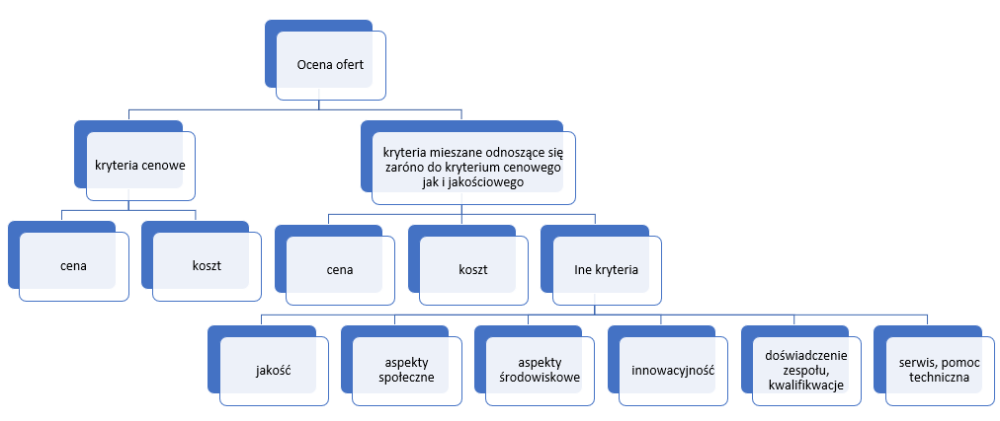 Ocena ofert
kryteria cenowe
kryteria mieszane odnoszące się
zaróno do kryterium cenowego
jak i jakościowego
cena
koszt
cena
koszt
Ine kryteria
jakość
aspekty
społeczne
aspekty
środowiskowe
innowacyjność
doświadczenie
zespołu,
kwalifikwacje
serwis, pomoc
techniczna